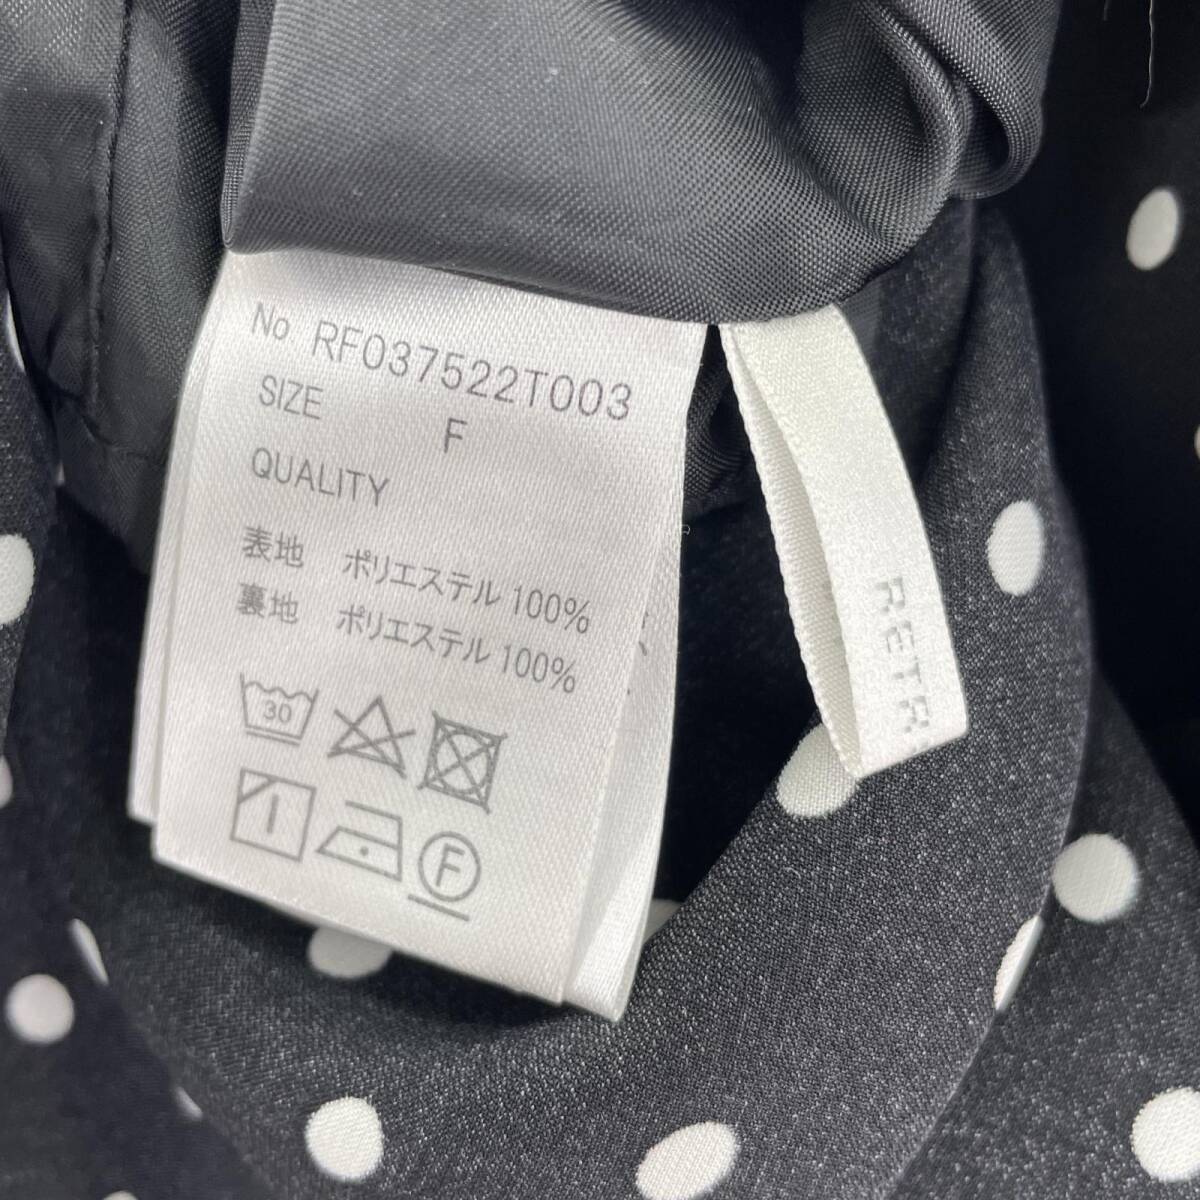 No RF037522T003
SIZE F
QUALITY
表地 ポリエステル 100%
裏地 ポリエステル 100%
30
F
RETR